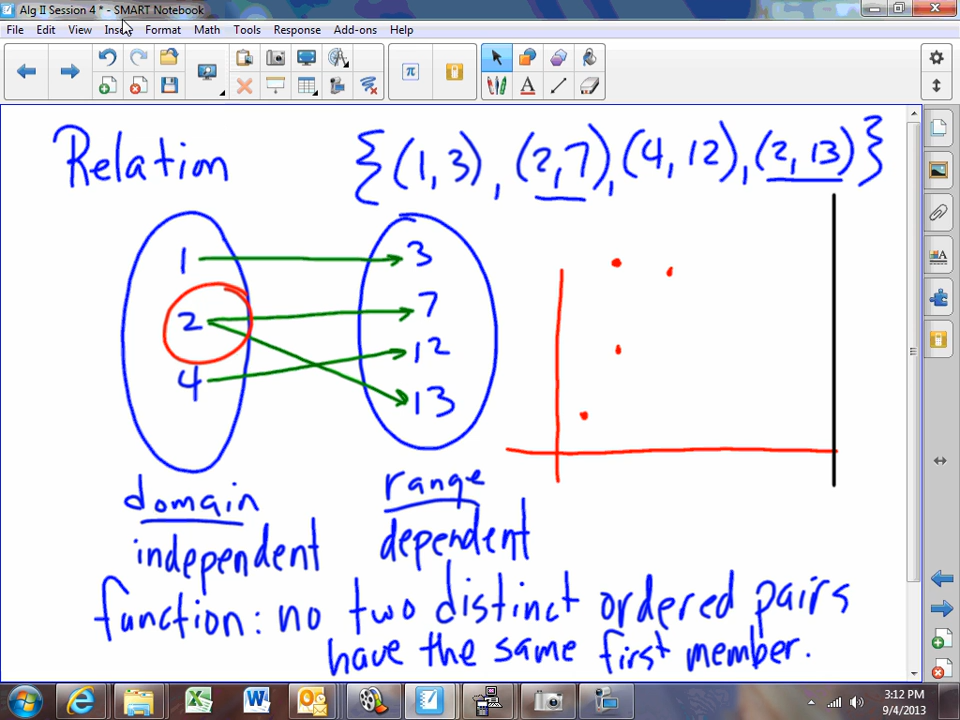 Alg II Session 4 * - SMART Notebook
File Edit View Insert Format Math Tools Response Add-ons Help
π
Relation {(1,3), (2,7), (4,12), (2,13)}
1 3
2 7
4 12
13
domain range
independent dependent
function: no two distinct ordered pairs
have the same first member.
3:12 PM
9/4/2013